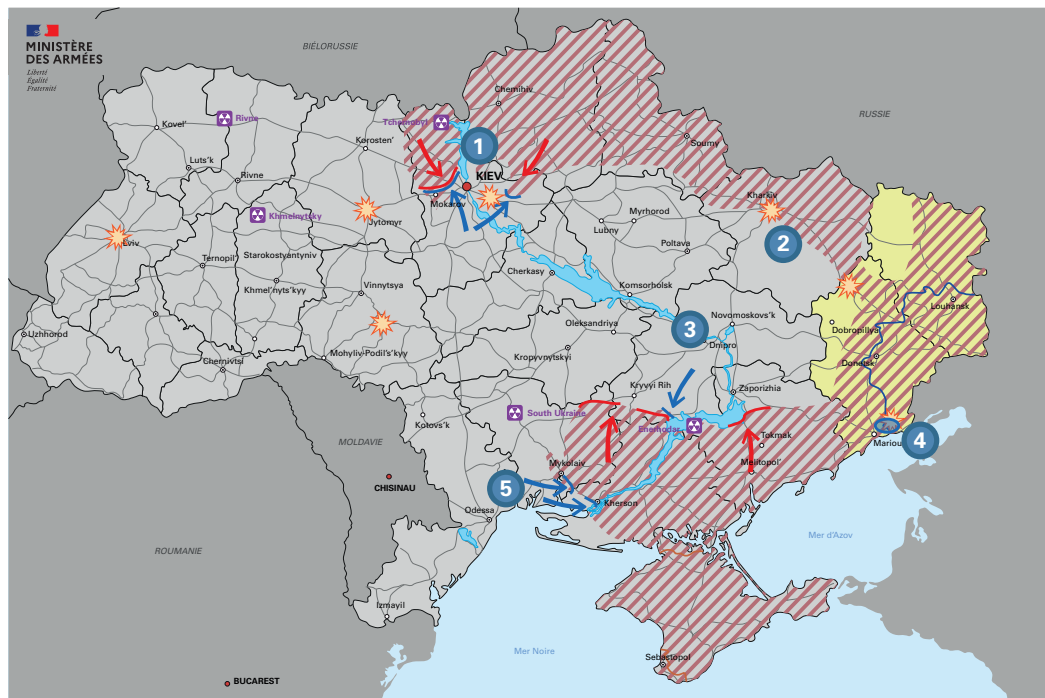 MINISTÈRE
DES ARMÉES
Liberté
Égalité
Fraternité
BIÉLORUSSIE
RUSSIE
Chernihiv
Rivne
Tchernobyl
Kovel'
Soumy
Korosten'
1
Luts'k
Rivne
KIEV
Kharkiv
Makarov
Khmelnytsky
Jytomyr
Myrhorod
Lubny
2
Lviv
Poltava
Ternopil'
Starokostyantyniv
Cherkasy
Khmel'nyts'kyy
Vinnytsya
Komsorholsk
Louhansk
Novomoskovs'k
Oleksandriya
3
Dobropillya
Uzhhorod
Dnipro
Mohyliv-Podil's'kyy
Kropyvnytskyi
Donetsk
Chernivtsi
Kryvyi Rih
Zaporizhia
South Ukraine
Kotovs'k
Enerhodar
Tokmak
Mariou
4
MOLDAVIE
Mykolaiv
Melitopol'
CHISINAU
5
Kherson
Odessa
Mer d'Azov
ROUMANIE
Izmayil
Mer Noire
Sebastopol
BUCAREST